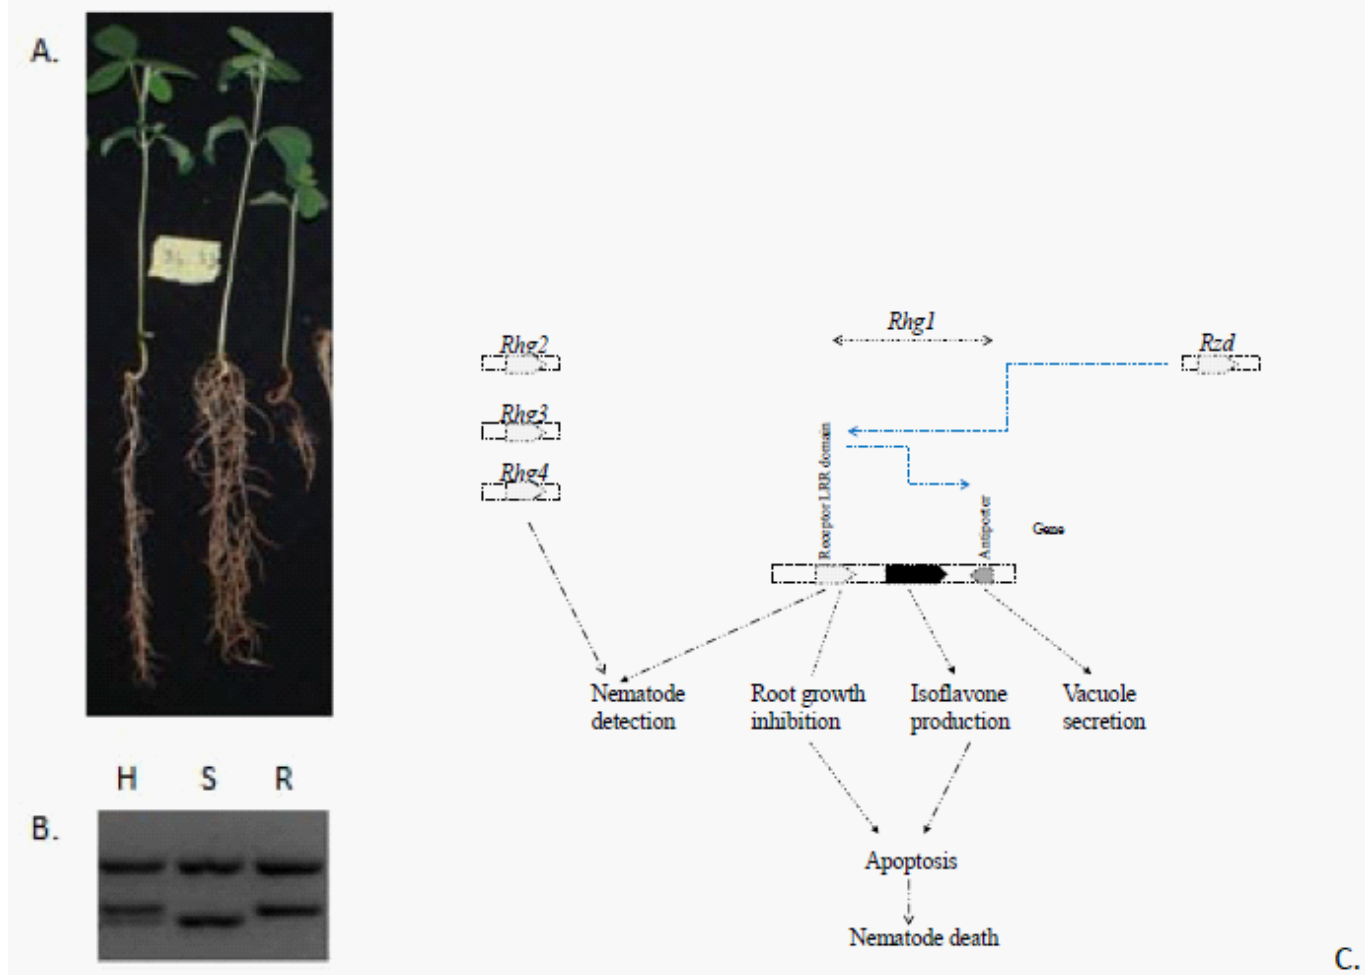 A.
Rhg1
Rhg2
Rzd
Rhg3
Rhg4
Receptor LRR domain
Antiporter
Gene
Nematode
detection
Root growth
inhibition
Isoflavone
production
Vacuole
secretion
H S R
B.
Apoptosis
Nematode death
C.